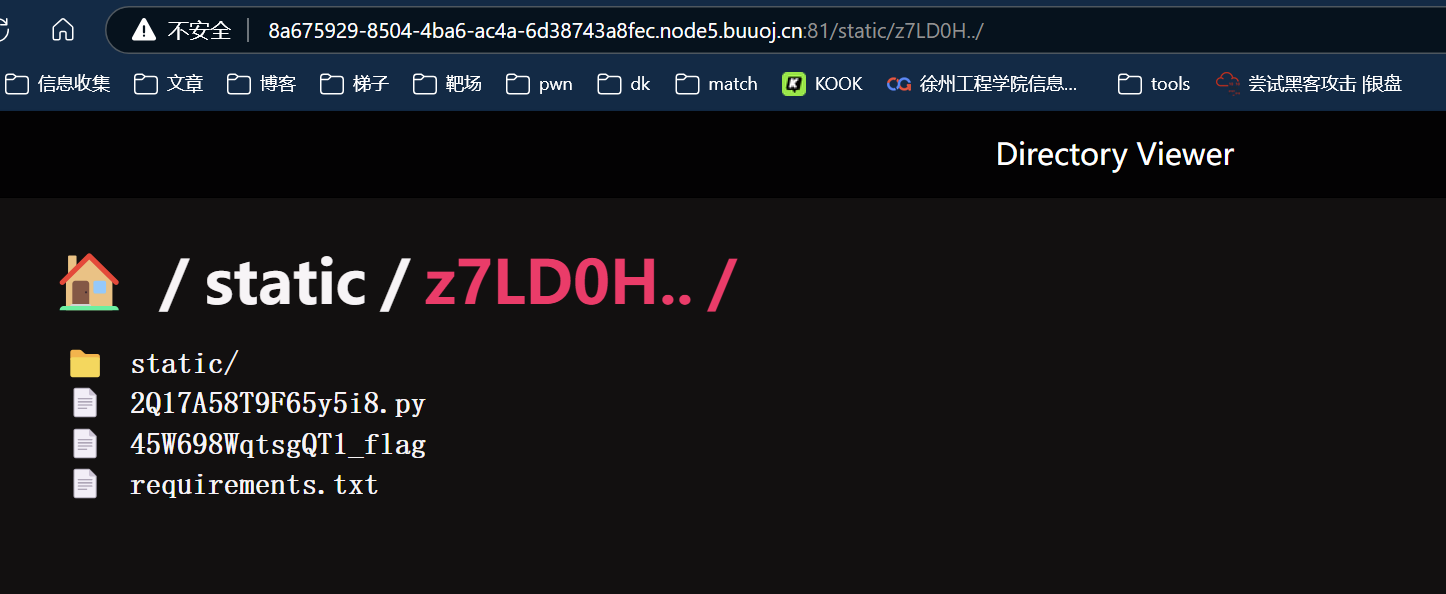 不安全 8a675929-8504-4ba6-ac4a-6d38743a8fec.node5.buuoj.cn:81/static/z7LD0H../
信息收集 文章 博客 梯子 靶场 pwn dk match KOOK 徐州工程学院信息... tools 尝试黑客攻击 |银盘
Directory Viewer
/ static / z7LD0H.. /
static/
2Q17A58T9F65y5i8.py
45W698WqtsgQT1_flag
requirements.txt